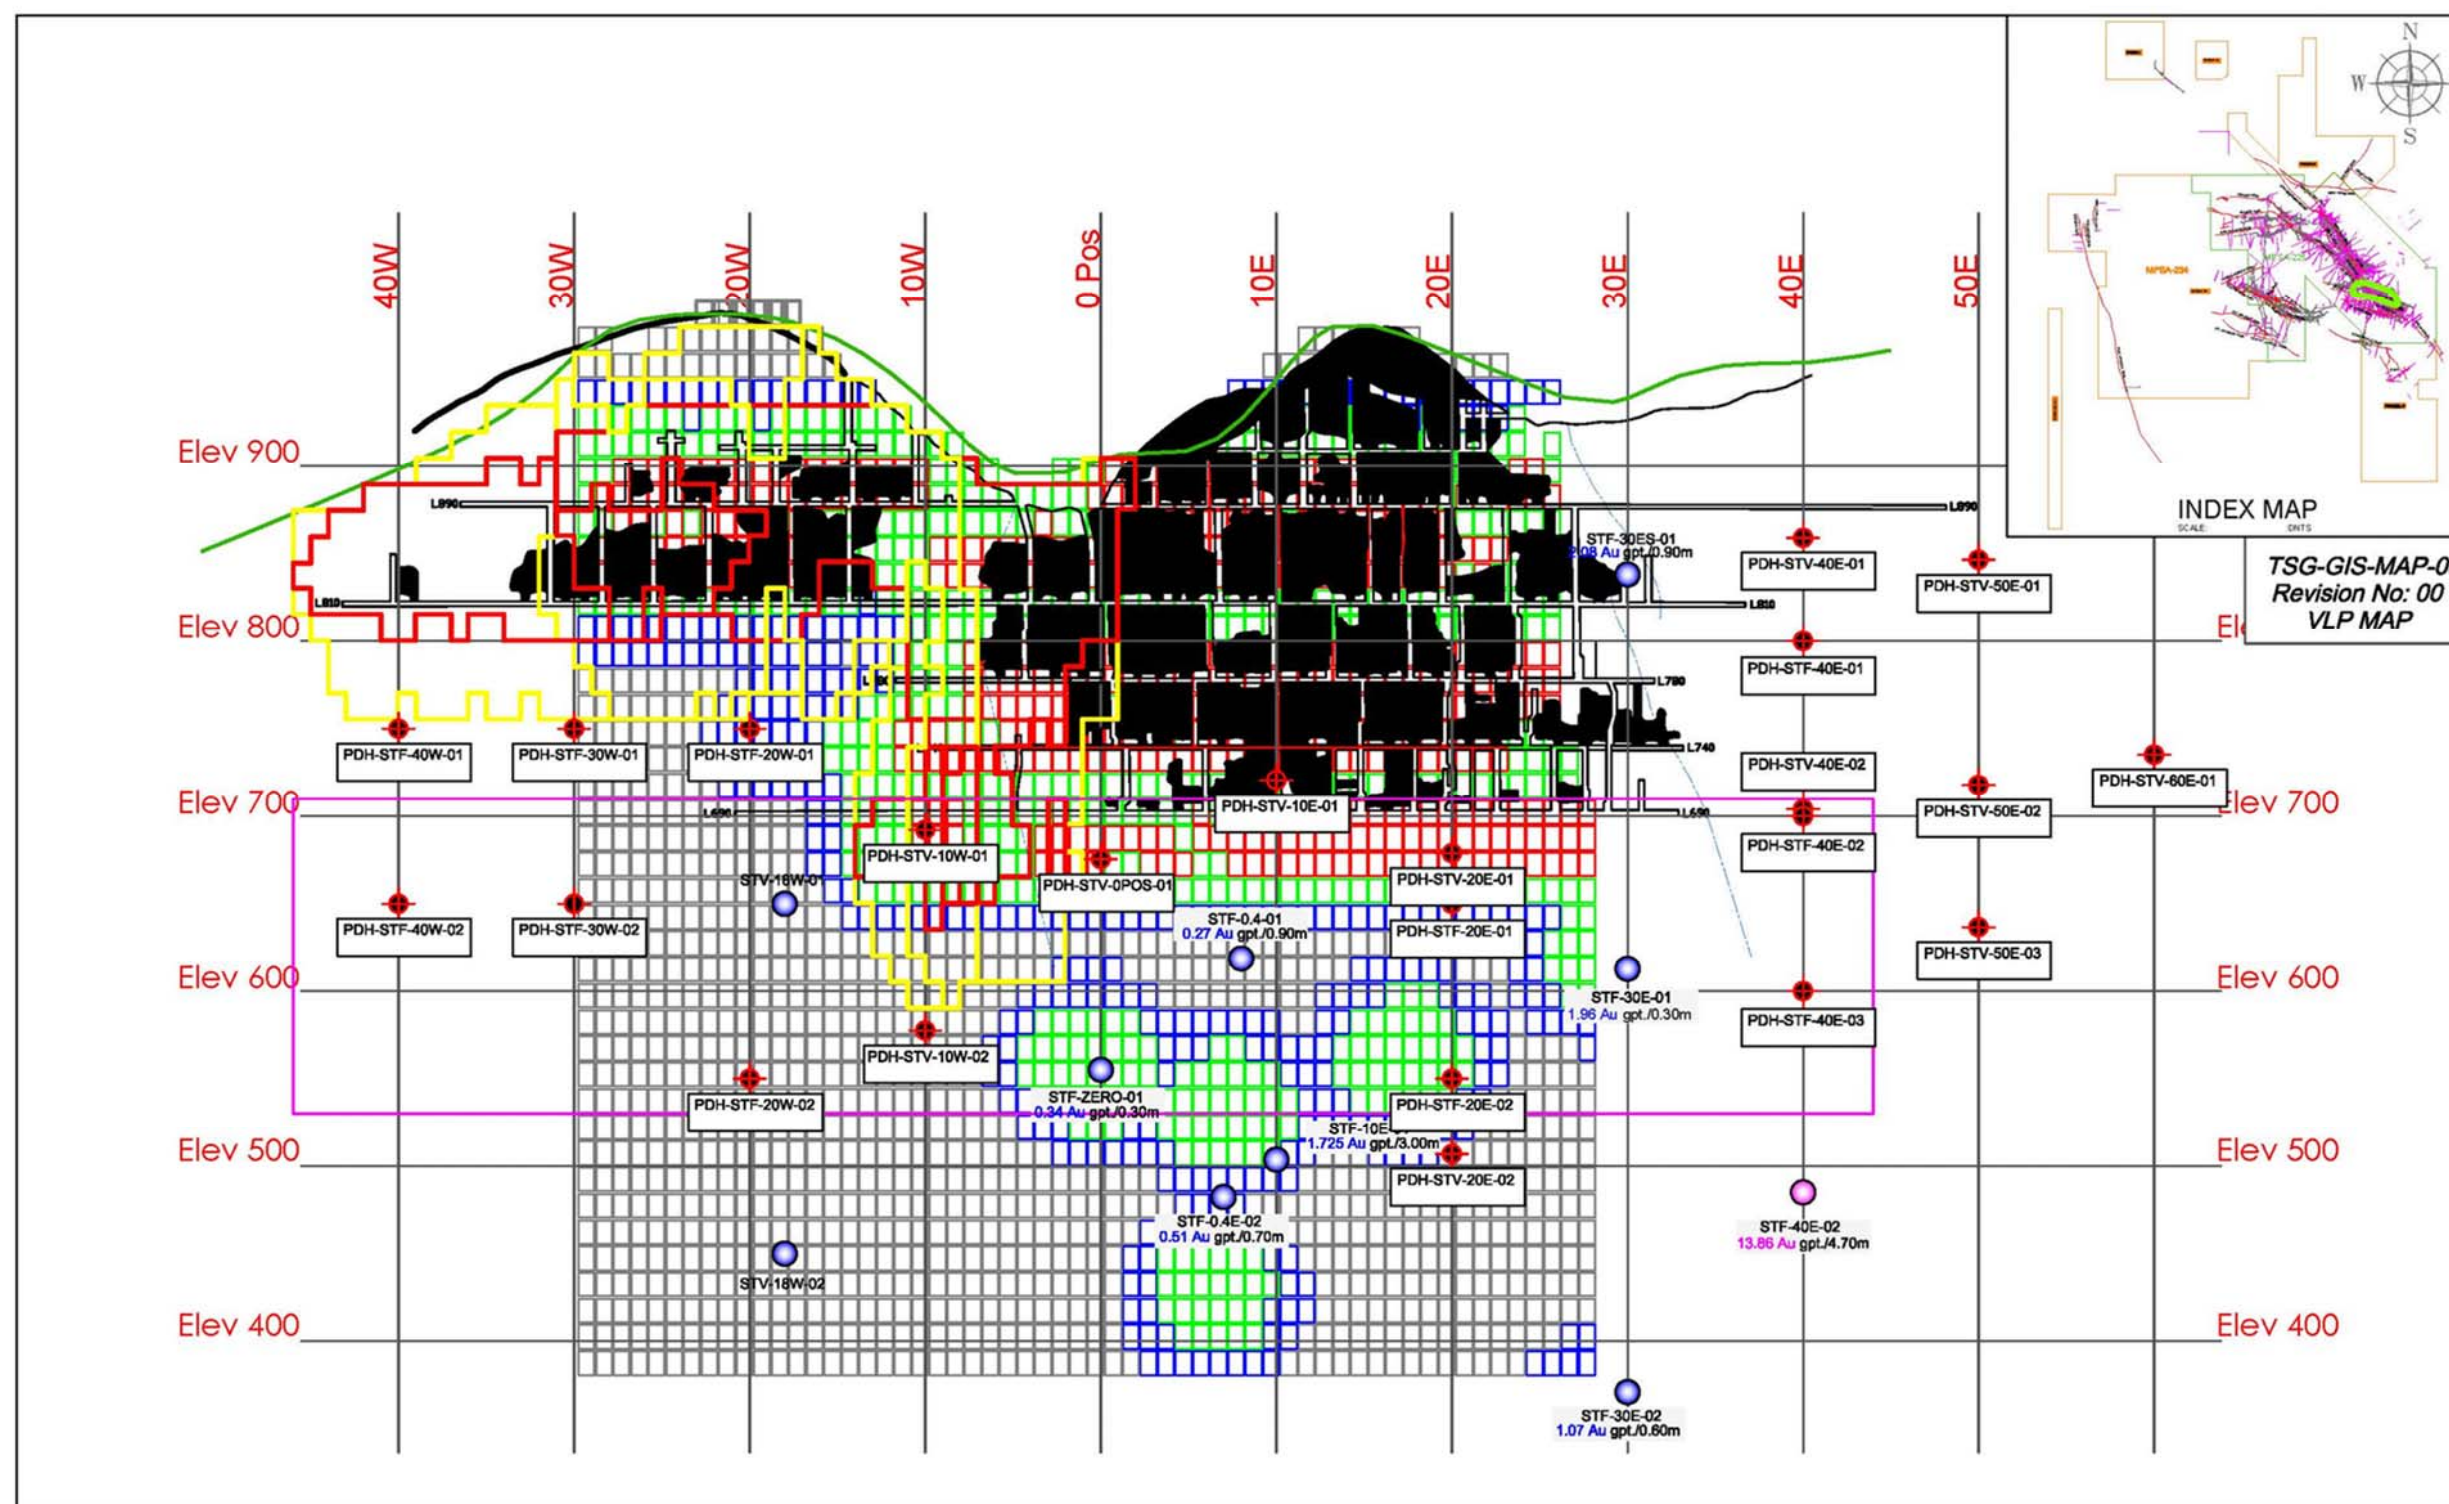 N
W
S
INDEX MAP
SCALE: DNTS
MPSA-234
TSG-GIS-MAP-0
Revision No: 00
VLP MAP
40W
30W
20W
10W
0 Pos
10E
20E
30E
40E
50E
Elev 900
L890
L890
STF-30ES-01
2.08 Au gpt./0.90m
PDH-STV-40E-01
PDH-STV-50E-01
L810
L810
Elev 800
PDH-STF-40E-01
L780
PDH-STF-40W-01
PDH-STF-30W-01
PDH-STF-20W-01
L740
PDH-STV-40E-02
PDH-STV-60E-01
Elev 700
Elev 700
L690
L690
PDH-STV-10E-01
PDH-STV-50E-02
PDH-STV-10W-01
PDH-STF-40E-02
STV-18W-01
PDH-STV-0POS-01
PDH-STV-20E-01
PDH-STF-40W-02
PDH-STF-30W-02
STF-0.4-01
0.27 Au gpt./0.90m
PDH-STF-20E-01
PDH-STV-50E-03
Elev 600
Elev 600
STF-30E-01
1.96 Au gpt./0.30m
PDH-STF-40E-03
PDH-STV-10W-02
STF-ZERO-01
0.34 Au gpt./0.30m
PDH-STF-20W-02
PDH-STF-20E-02
1.725 Au gpt./3.00m
Elev 500
Elev 500
PDH-STV-20E-02
STF-0.4E-02
0.51 Au gpt./0.70m
STF-40E-02
13.86 Au gpt./4.70m
STV-18W-02
Elev 400
Elev 400
STF-30E-02
1.07 Au gpt./0.60m